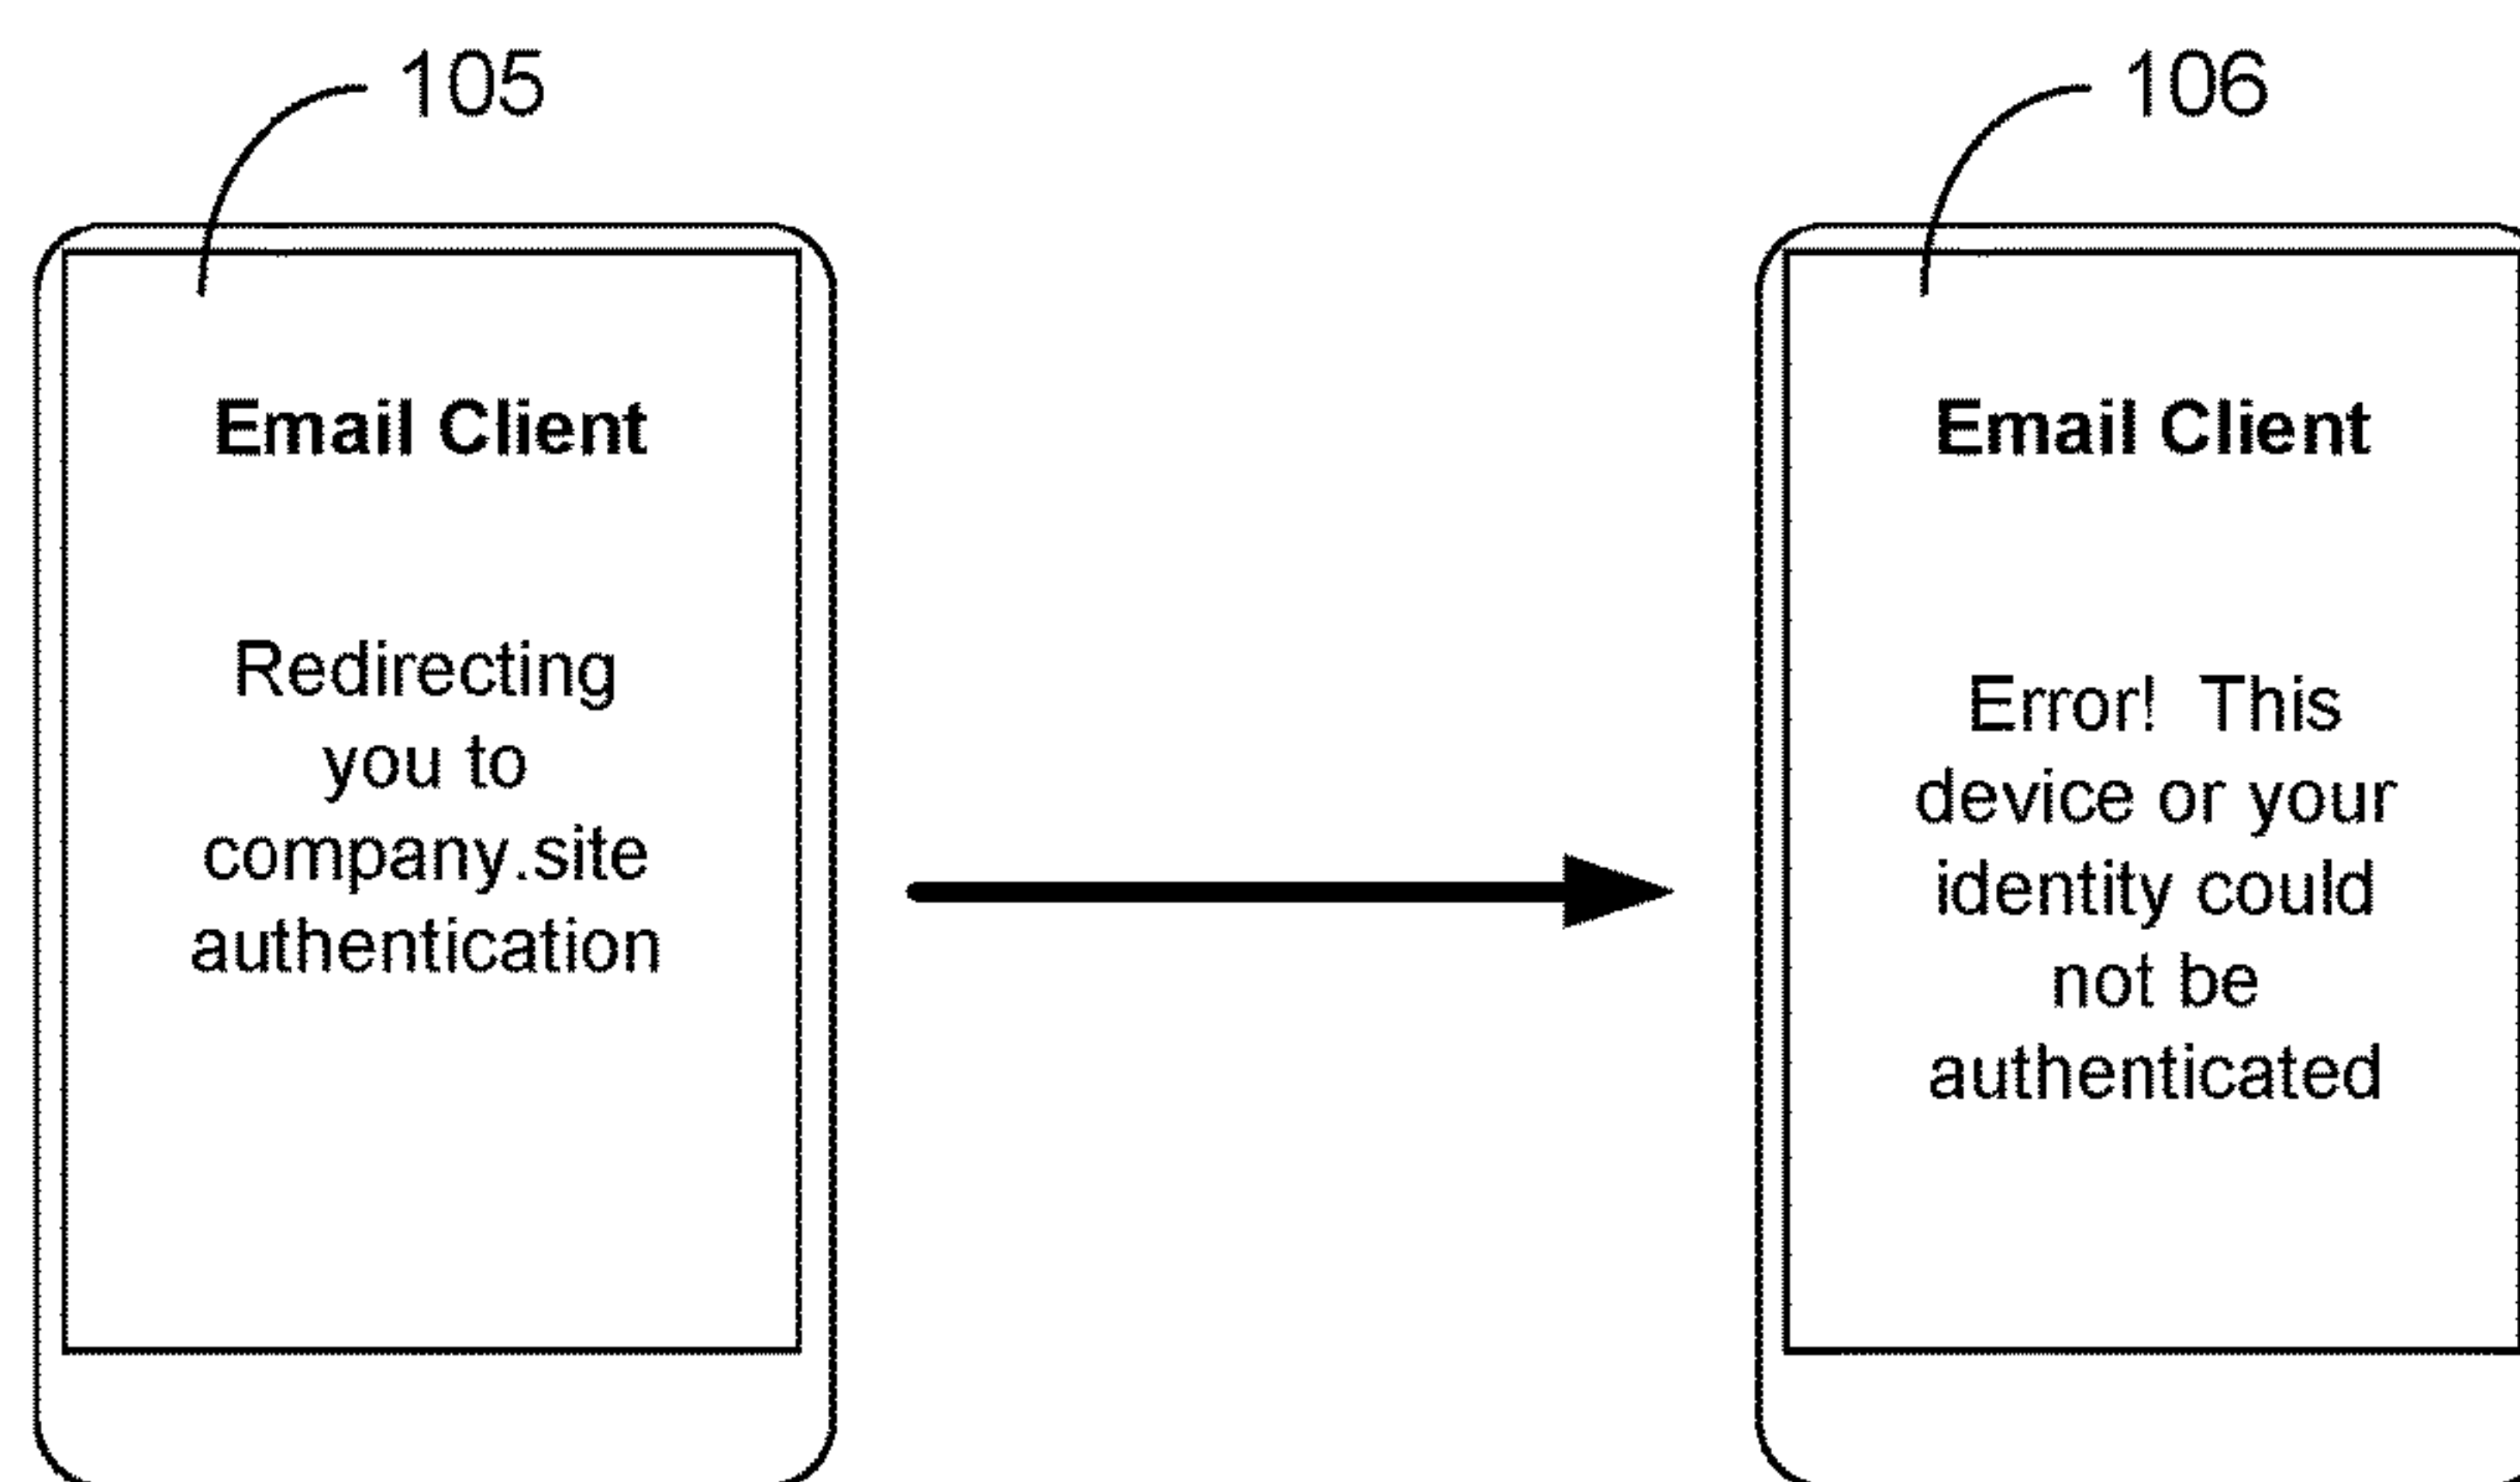 105
Email Client
Redirecting
you to
company.site
authentication
106
Email Client
Error!  This
device or your
identity could
not be
authenticated